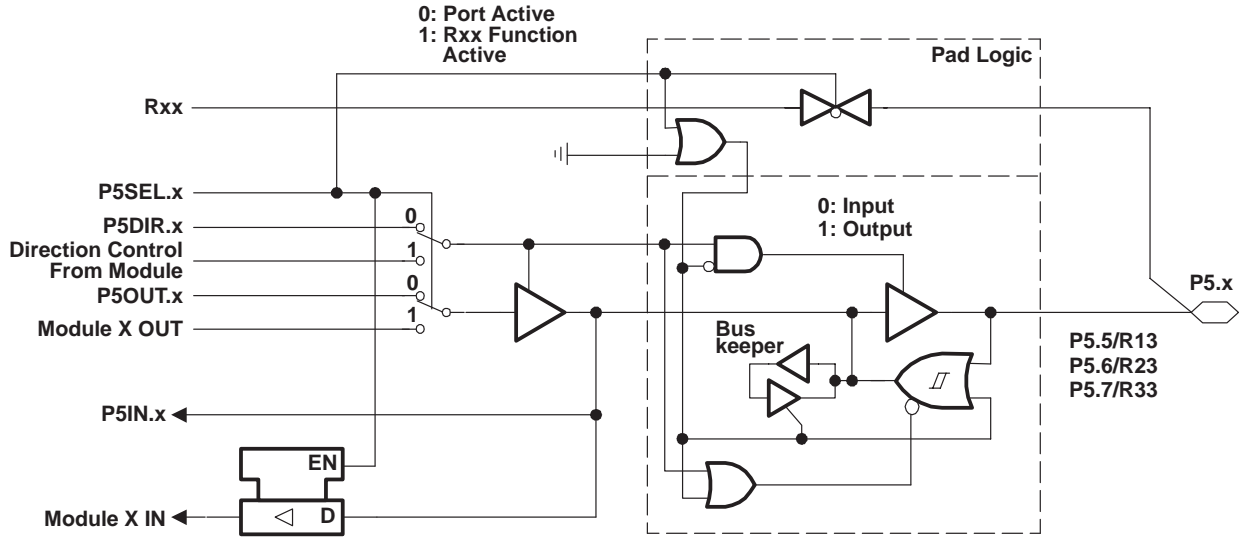 0: Port Active
1: Rxx Function
Active
Pad Logic
Rxx
P5SEL.x
0: Input
1: Output
P5DIR.x
0
Direction Control
From Module
1
P5OUT.x
0
P5.x
Module X OUT
1
Bus
keeper
P5.5/R13
P5.6/R23
P5.7/R33
P5IN.x
EN
Module X IN
D